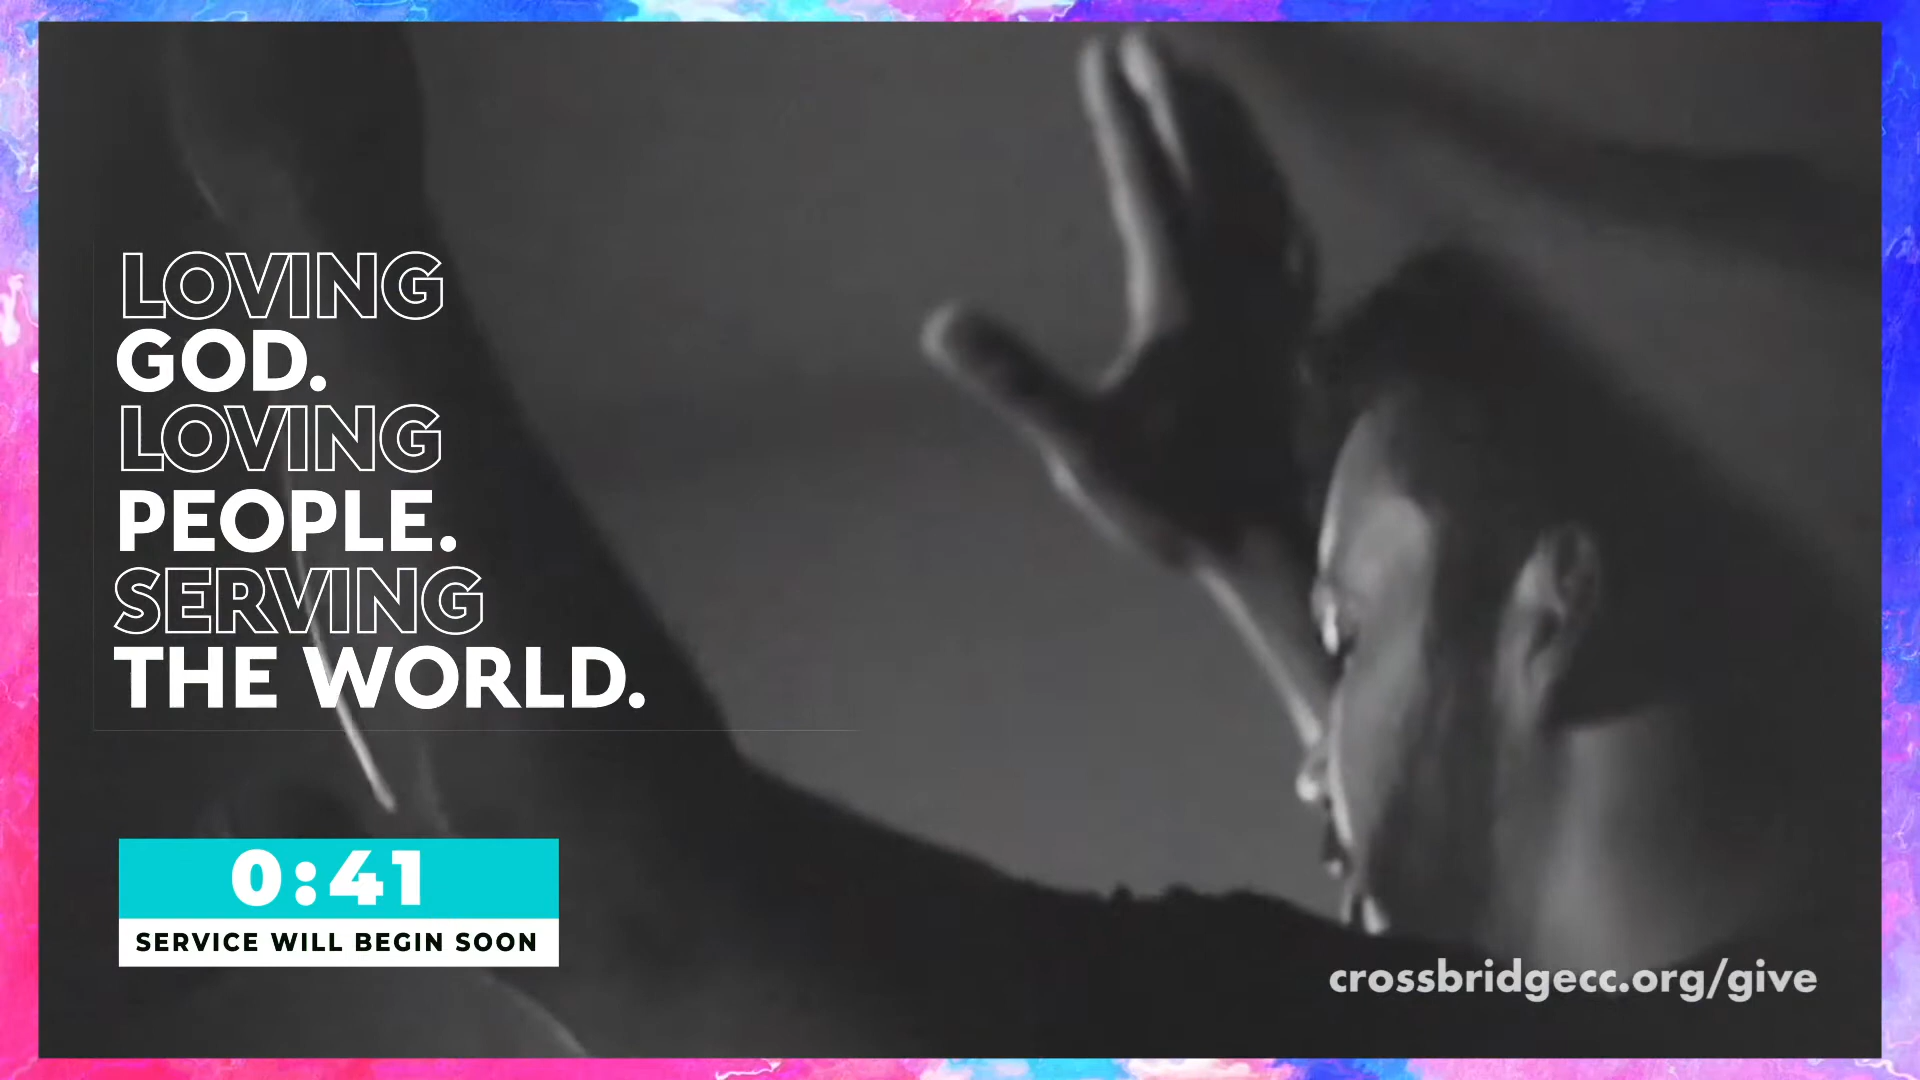 LOVING
GOD.
LOVING
PEOPLE.
SERVING
THE WORLD.
0:41
SERVICE WILL BEGIN SOON
crossbridgecc.org/give